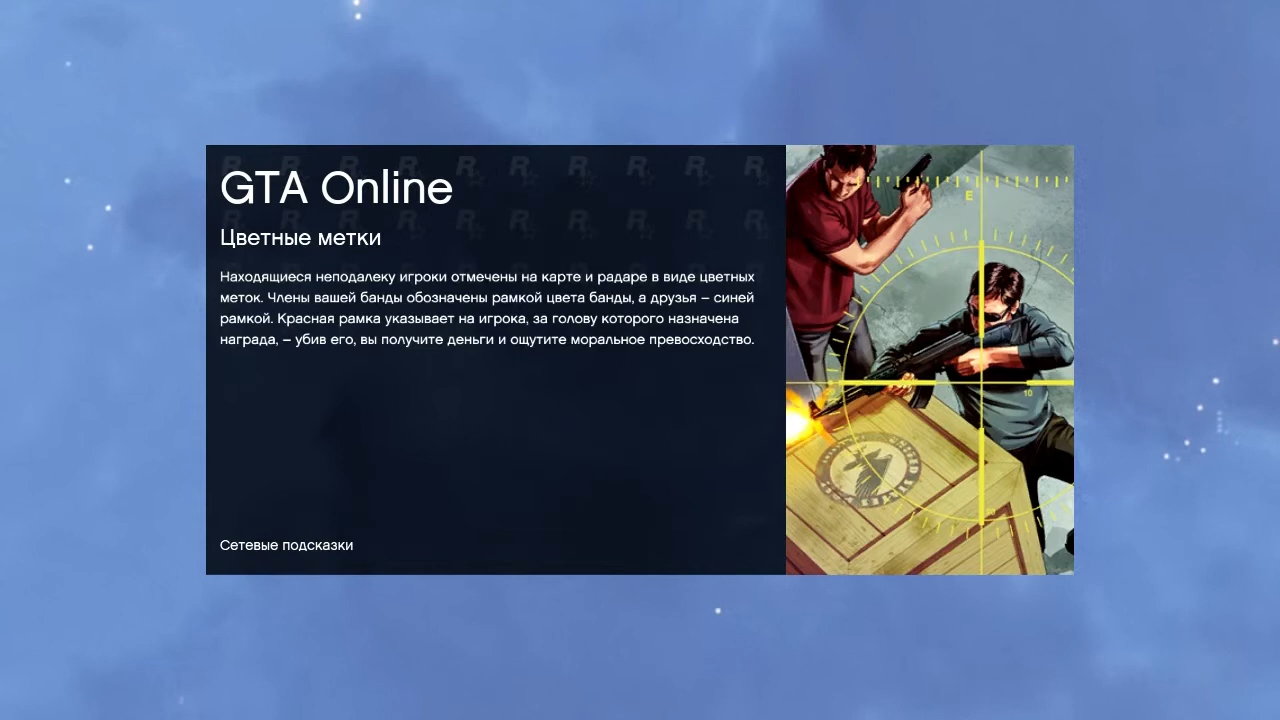 GTA Online
Цветные метки
Находящиеся неподалеку игроки отмечены на карте и радаре в виде цветных
меток. Члены вашей банды обозначены рамкой цвета банды, а друзья – синей
рамкой. Красная рамка указывает на игрока, за голову которого назначена
награда, – убив его, вы получите деньги и ощутите моральное превосходство.
Сетевые подсказки
E
10